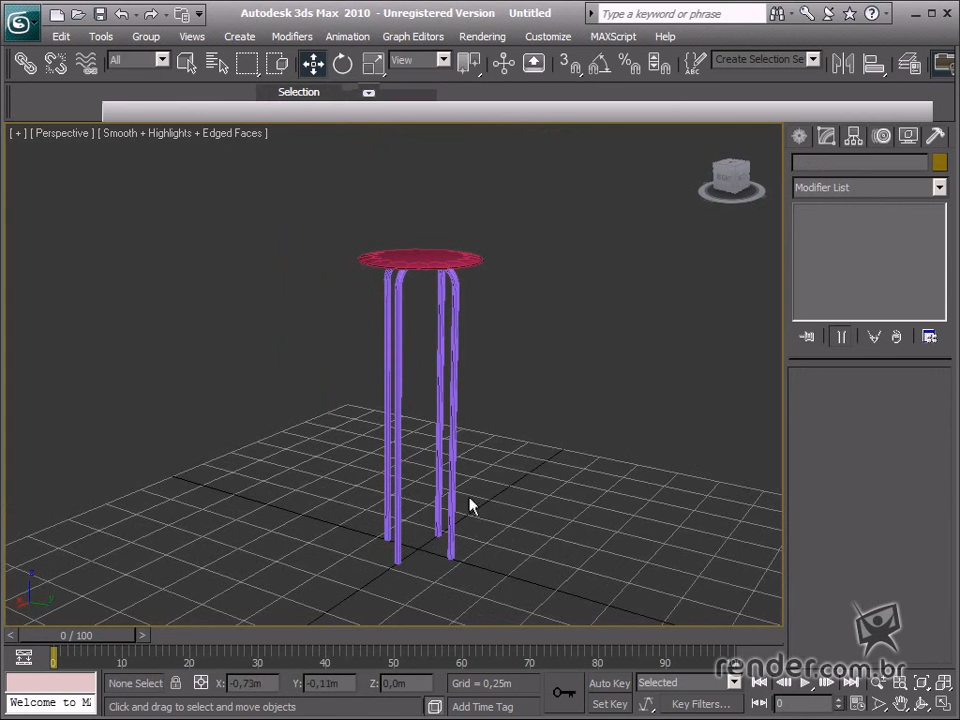 Autodesk 3ds Max 2010 - Unregistered Version Untitled
Type a keyword or phrase
Edit Tools Group Views Create Modifiers Animation Graph Editors Rendering Customize MAXScript Help
All
View
3
Create Selection Se
Selection
[ + ] [ Perspective ] [ Smooth + Highlights + Edged Faces ]
Modifier List
z
y
x
< 0 / 100 >
0 10 20 30 40 50 60 70 80 90
render.com.br
None Select X: -0,73m Y: -0,11m Z: 0,0m Grid = 0,25m Auto Key Selected
Welcome to M Click and drag to select and move objects Add Time Tag Set Key Key Filters... 0